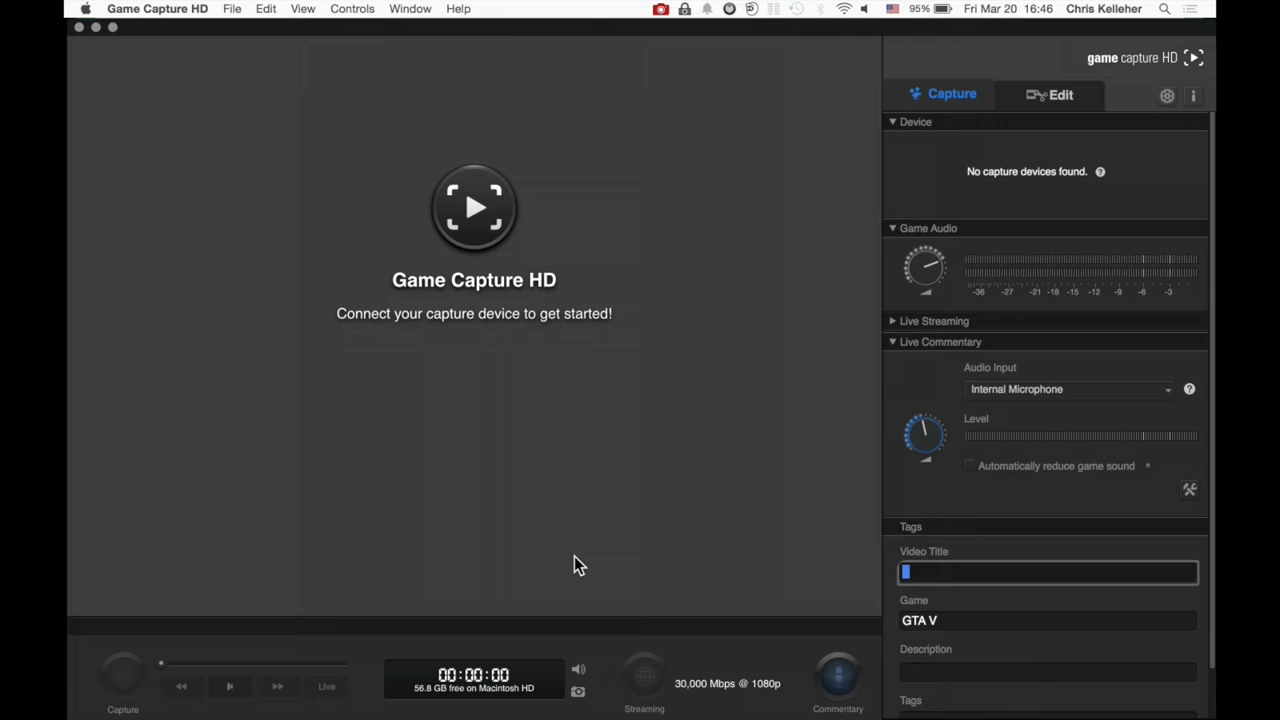 Game Capture HD File Edit View Controls Window Help 95% Fri Mar 20 16:46 Chris Kelleher
game capture HD
Capture Edit
Device
No capture devices found.
Game Audio
-36 -27 -21 -18 -15 -12 -9 -6 -3
Game Capture HD
Connect your capture device to get started!
Live Streaming
Live Commentary
Audio Input
Internal Microphone
Level
Automatically reduce game sound
Tags
Video Title
Game
GTA V
Description
Tags
Capture
Live
00:00:00
56.8 GB free on Macintosh HD
Streaming
30,000 Mbps @ 1080p
Commentary